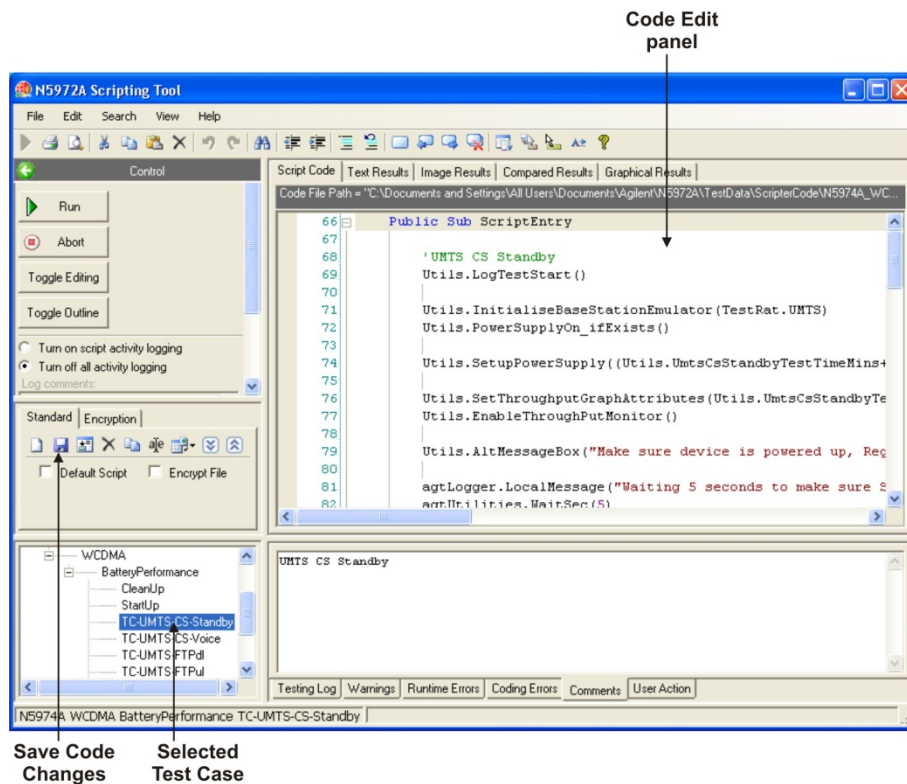 Code Edit
panel
N5972A Scripting Tool
File Edit Search View Help
Control
Run
Abort
Toggle Editing
Toggle Outline
Turn on script activity logging
Turn off all activity logging
Log comments:
Standard Encryption
Default Script Encrypt File
WCDMA
BatteryPerformance
CleanUp
StartUp
TC-UMTS-CS-Standby
TC-UMTS-CS-Voice
TC-UMTS-FTPdl
TC-UMTS-FTPul
Script Code Text Results Image Results Compared Results Graphical Results
Code File Path = "C:\Documents and Settings\All Users\Documents\Agilent\N5972A\TestData\ScripterCode\N5974A_WC...
66 Public Sub ScriptEntry
67
68 'UMTS CS Standby
69 Utils.LogTestStart()
70
71 Utils.InitialiseBaseStationEmulator(TestRat.UMTS)
72 Utils.PowerSupplyOn_ifExists()
73
74 Utils.SetupPowerSupply((Utils.UmtsCsStandbyTestTimeMins+
75
76 Utils.SetThroughputGraphAttributes(Utils.UmtsCsStandbyTe
77 Utils.EnableThroughPutMonitor()
78
79 Utils.AltMessageBox("Make sure device is powered up, Reg
80
81 agtLogger.LocalMessage("Waiting 5 seconds to make sure S
82 agtUtilities.WaitSec(5)
UMTS CS Standby
Testing Log Warnings Runtime Errors Coding Errors Comments User Action
N5974A WCDMA BatteryPerformance TC-UMTS-CS-Standby
Save Code
Changes
Selected
Test Case